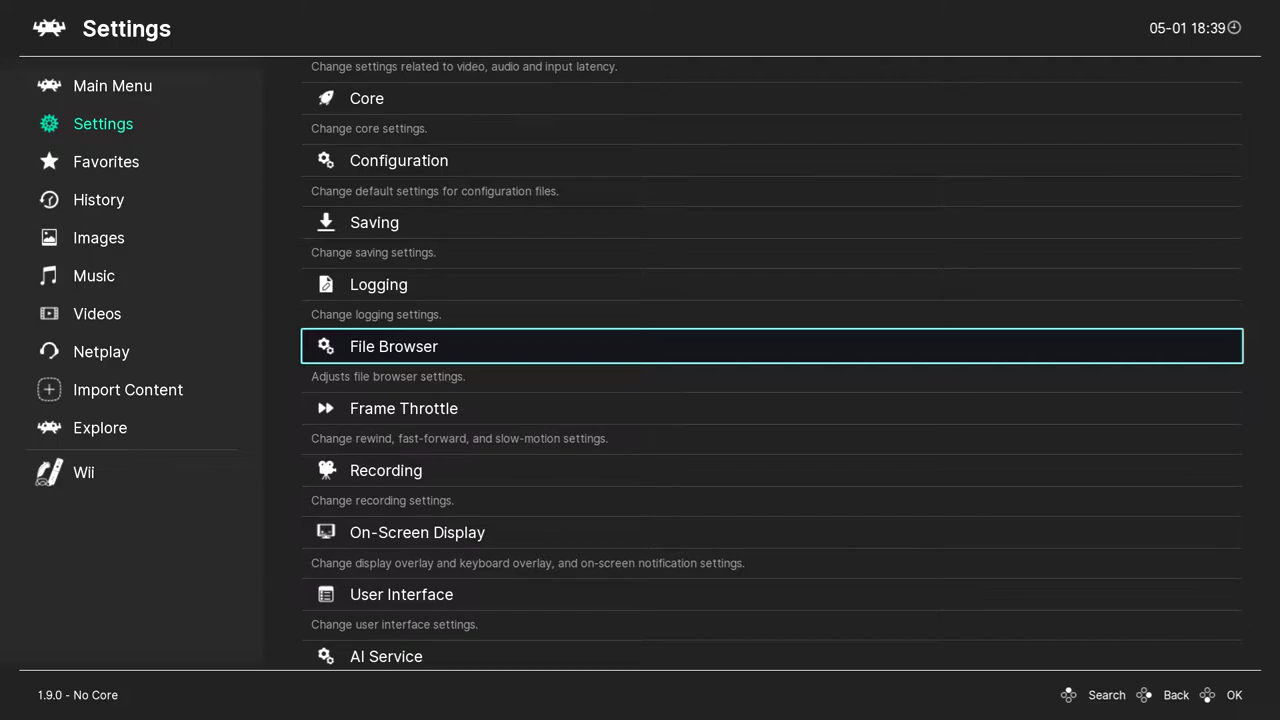 Settings
05-01 18:39
Main Menu
Settings
Favorites
History
Images
Music
Videos
Netplay
Import Content
Explore
Wii
Change settings related to video, audio and input latency.
Core
Change core settings.
Configuration
Change default settings for configuration files.
Saving
Change saving settings.
Logging
Change logging settings.
File Browser
Adjusts file browser settings.
Frame Throttle
Change rewind, fast-forward, and slow-motion settings.
Recording
Change recording settings.
On-Screen Display
Change display overlay and keyboard overlay, and on-screen notification settings.
User Interface
Change user interface settings.
AI Service
1.9.0 - No Core
Search Back OK